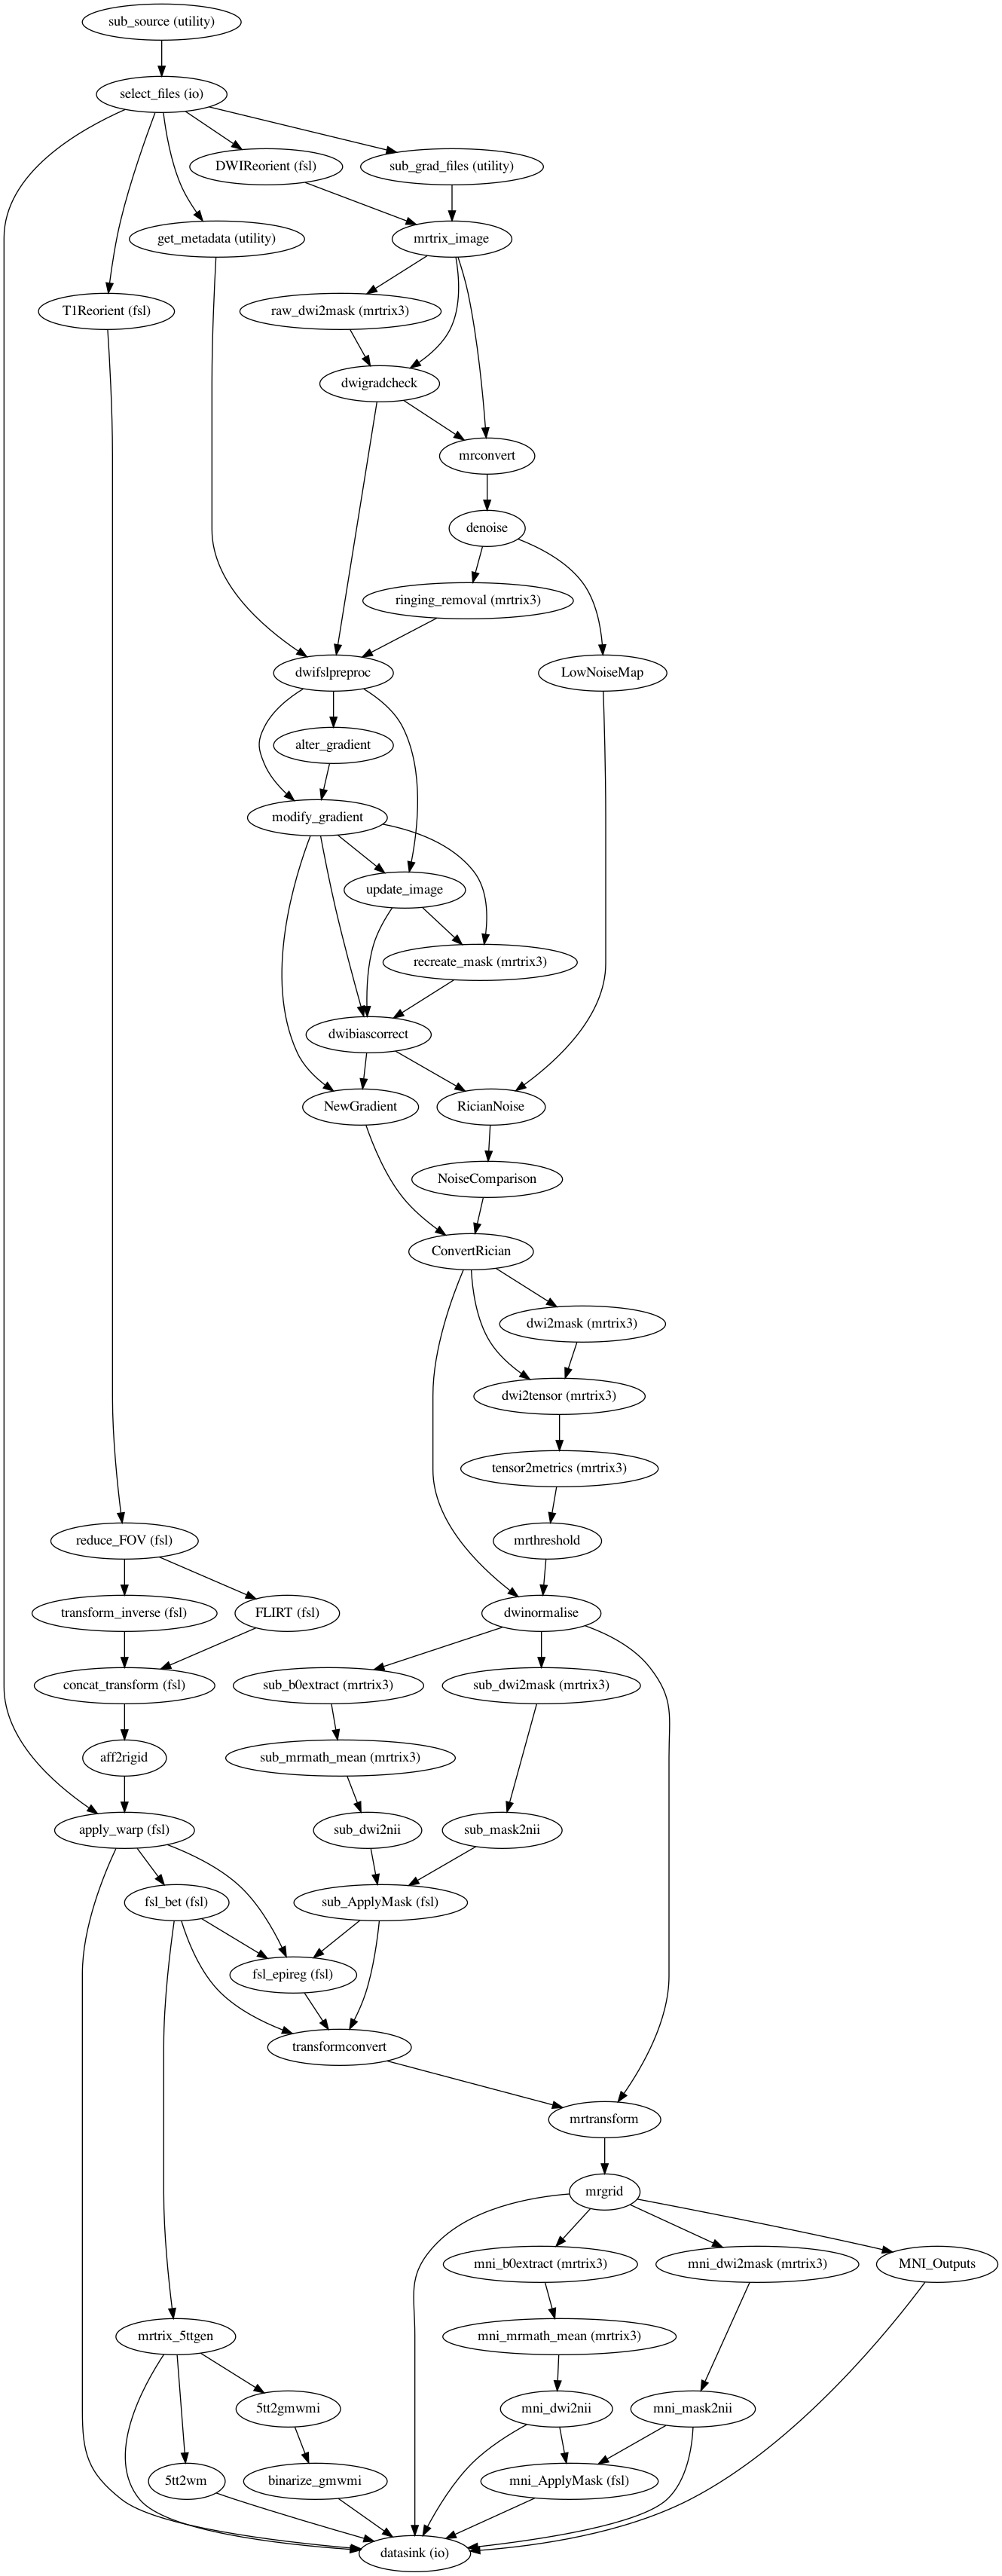 sub_source (utility)
select_files (io)
DWIReorient (fsl)
sub_grad_files (utility)
get_metadata (utility)
mrtrix_image
T1Reorient (fsl)
raw_dwi2mask (mrtrix3)
dwigradcheck
mrconvert
denoise
ringing_removal (mrtrix3)
dwifslpreproc
LowNoiseMap
alter_gradient
modify_gradient
update_image
recreate_mask (mrtrix3)
dwibiascorrect
NewGradient
RicianNoise
NoiseComparison
ConvertRician
dwi2mask (mrtrix3)
dwi2tensor (mrtrix3)
tensor2metrics (mrtrix3)
reduce_FOV (fsl)
mrthreshold
transform_inverse (fsl)
FLIRT (fsl)
dwinormalise
concat_transform (fsl)
sub_b0extract (mrtrix3)
sub_dwi2mask (mrtrix3)
aff2rigid
sub_mrmath_mean (mrtrix3)
apply_warp (fsl)
sub_dwi2nii
sub_mask2nii
fsl_bet (fsl)
sub_ApplyMask (fsl)
fsl_epireg (fsl)
transformconvert
mrtransform
mrgrid
mni_b0extract (mrtrix3)
mni_dwi2mask (mrtrix3)
MNI_Outputs
mrtrix_5ttgen
mni_mrmath_mean (mrtrix3)
5tt2gmwmi
mni_dwi2nii
mni_mask2nii
5tt2wm
binarize_gmwmi
mni_ApplyMask (fsl)
datasink (io)